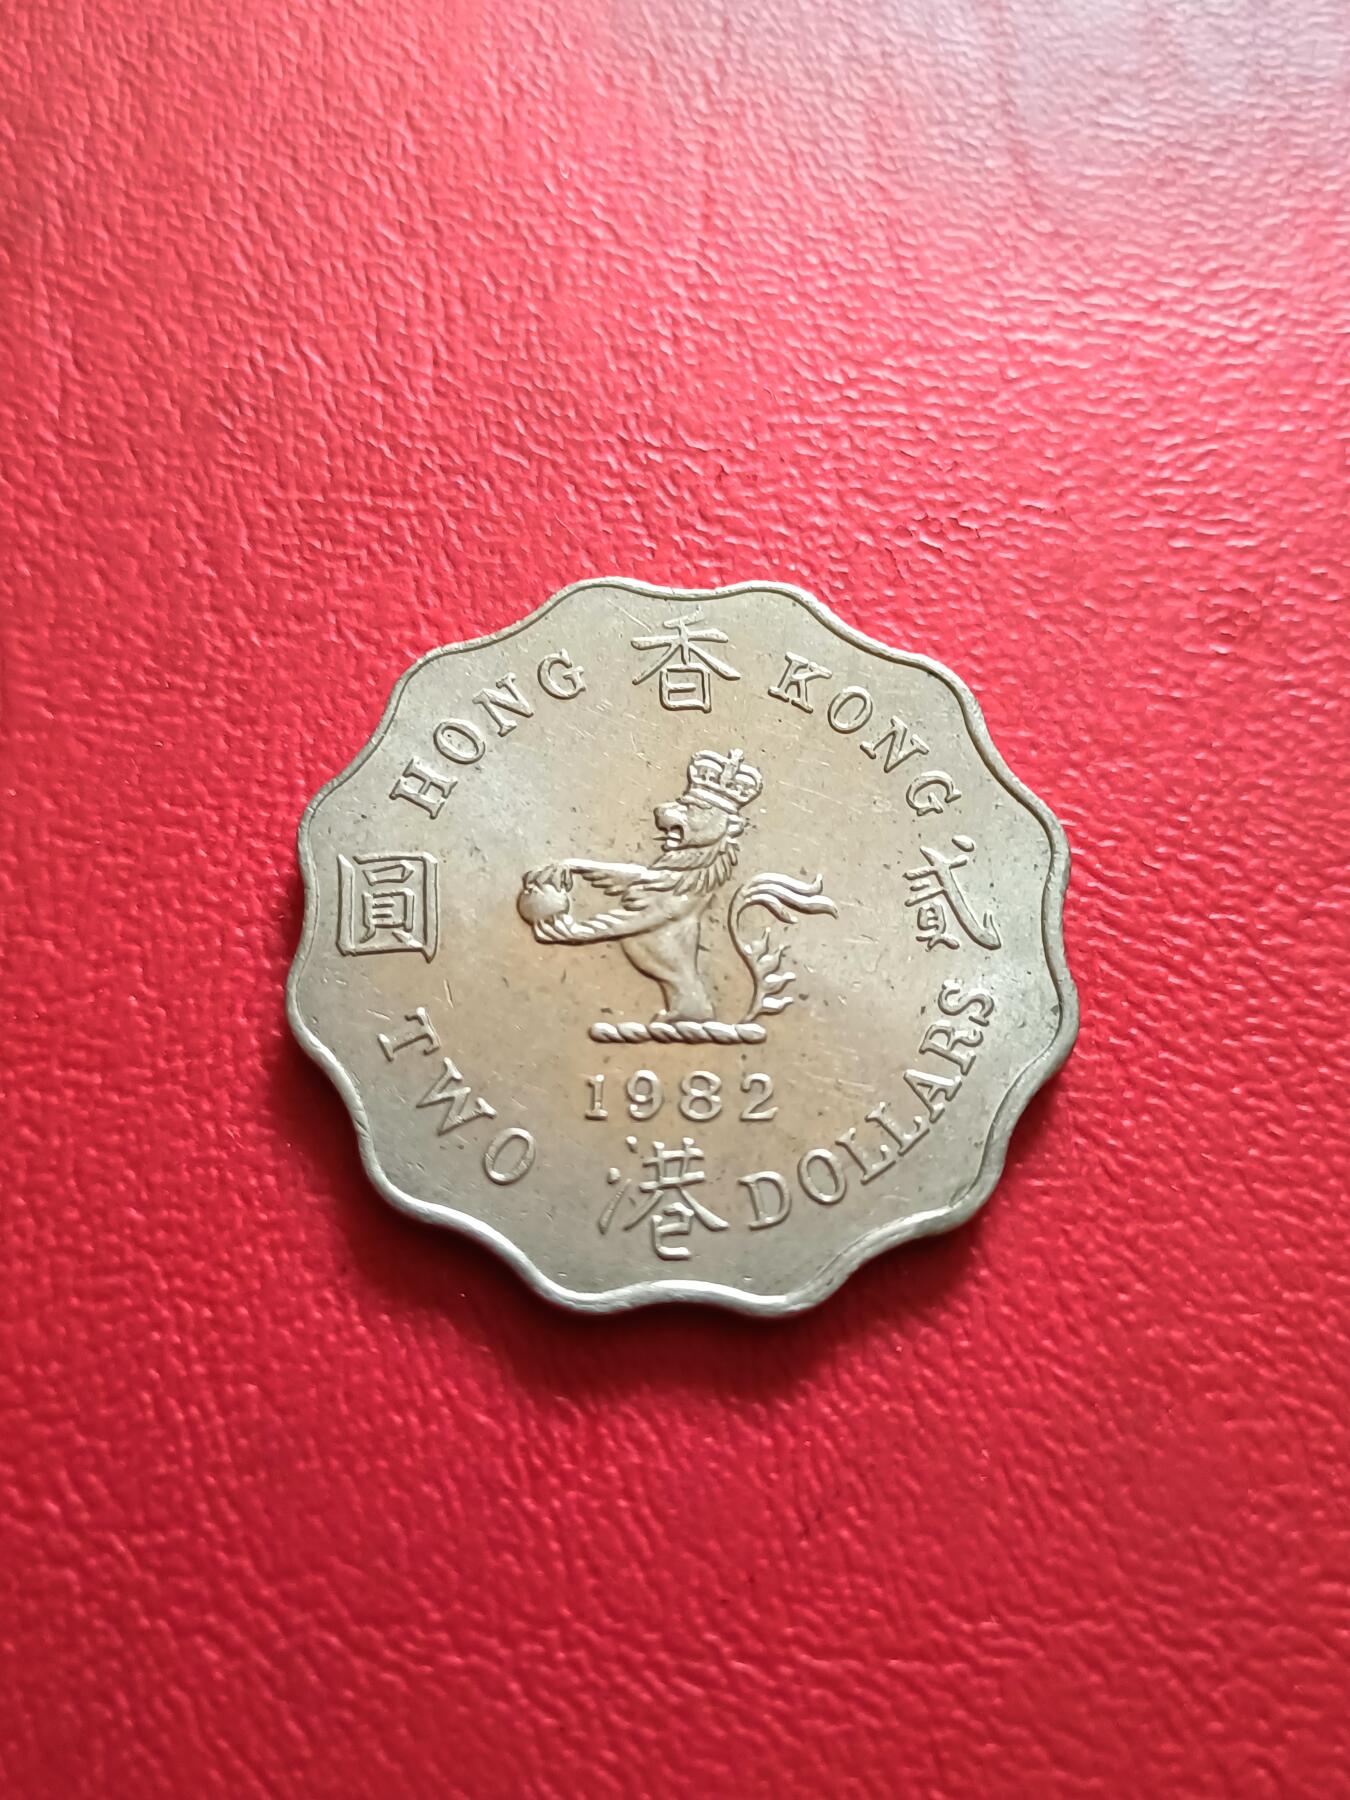 HONG KONG
香
港
貳
圓
1982
TWO DOLLARS